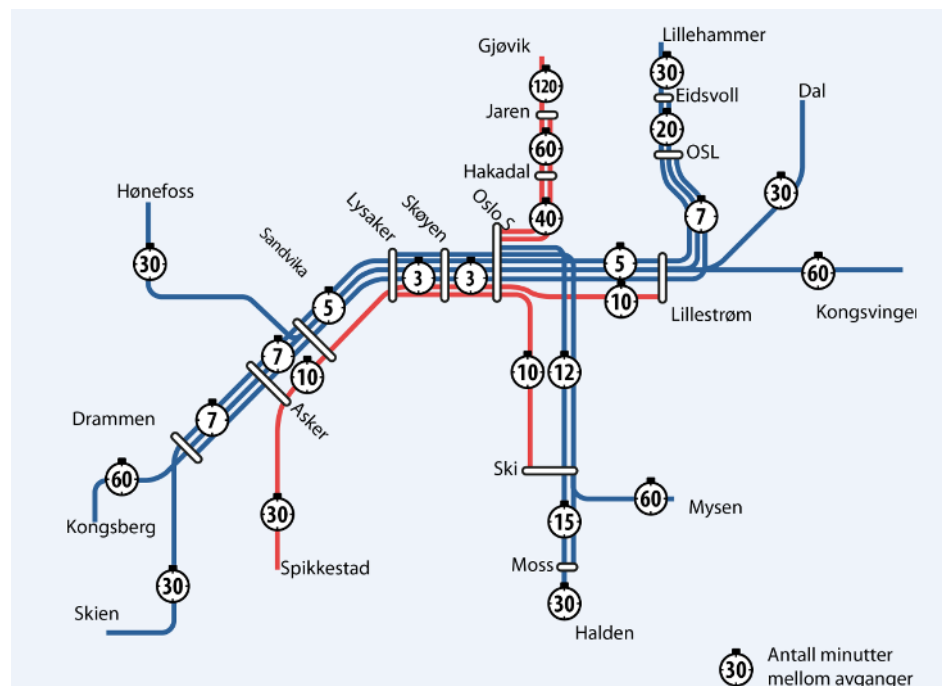 Lillehammer
Gjøvik
30
120
Eidsvoll
Dal
Jaren
20
60
OSL
Hakadal
Hønefoss
30
Oslo S
40
7
Skøyen
Lysaker
Sandvika
30
3
3
5
60
5
10
Lillestrøm
Kongsvinger
7
10
10
12
Asker
7
Drammen
60
Ski
60
Mysen
Kongsberg
30
15
Moss
Spikkestad
30
30
Skien
Halden
30
Antall minutter
mellom avganger